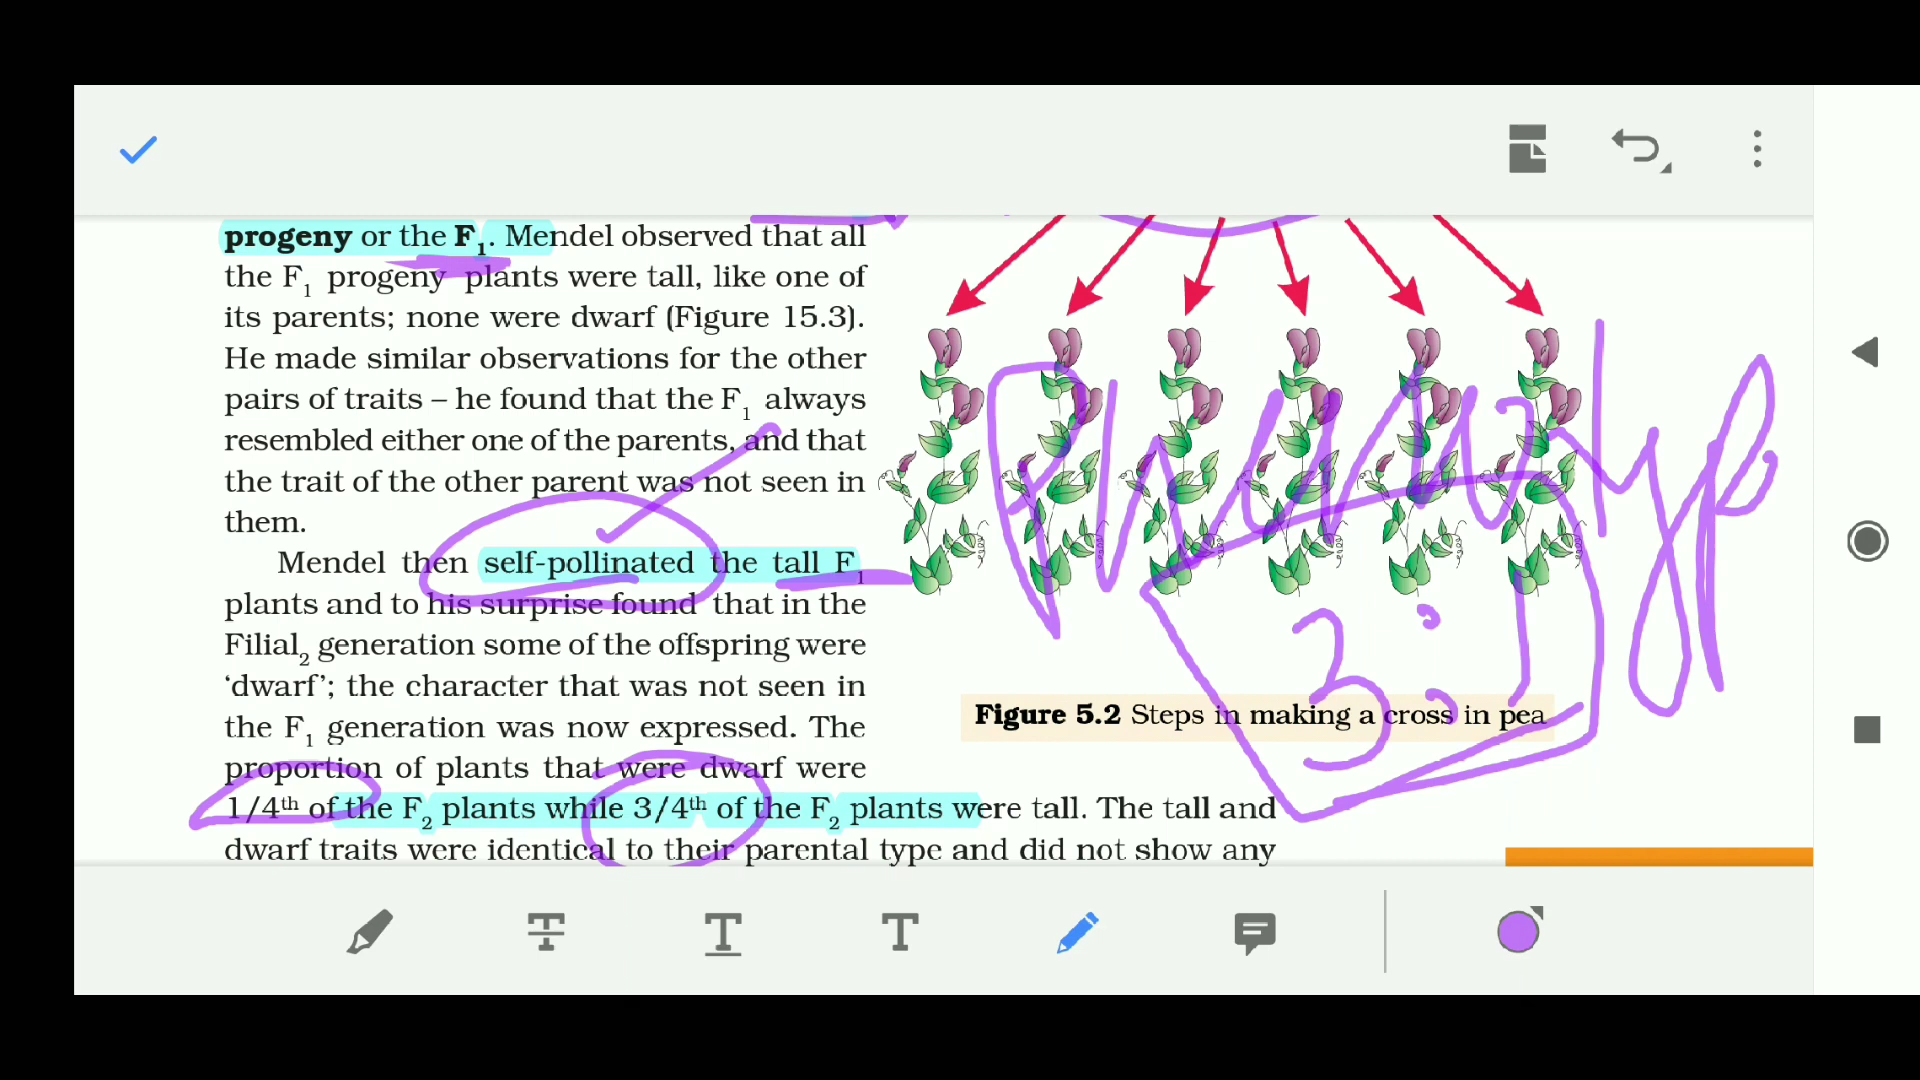 progeny or the F1. Mendel observed that all
the F1 progeny plants were tall, like one of
its parents; none were dwarf (Figure 15.3).
He made similar observations for the other
pairs of traits – he found that the F1 always
resembled either one of the parents, and that
the trait of the other parent was not seen in
them.
Mendel then self-pollinated the tall F1
plants and to his surprise found that in the
Filial2 generation some of the offspring were
‘dwarf’; the character that was not seen in
the F1 generation was now expressed. The
proportion of plants that were dwarf were
1/4th of the F2 plants while 3/4th of the F2 plants were tall. The tall and
dwarf traits were identical to their parental type and did not show any
3:1
Figure 5.2 Steps in making a cross in pea